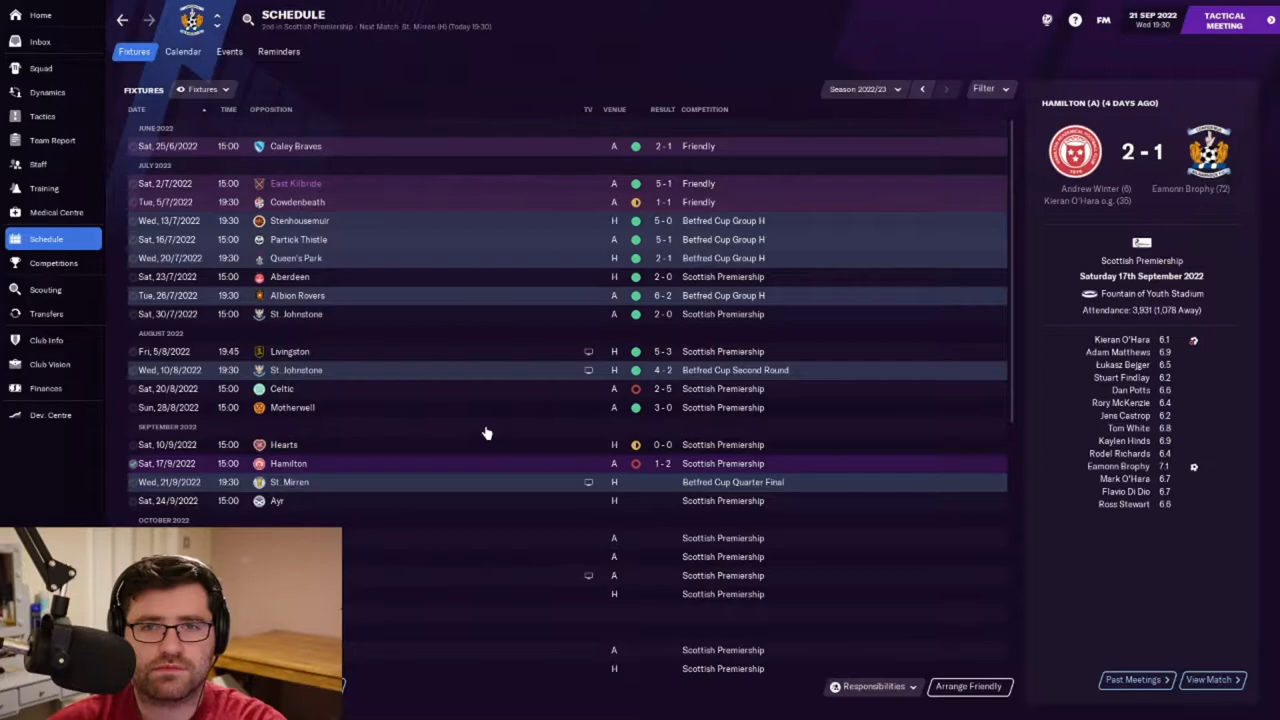 Home
SCHEDULE
2nd in Scottish Premiership - Next Match: St. Mirren (H) (Today 19:30)
FM
21 SEP 2022
Wed 19:30
TACTICAL
MEETING
Inbox
Fixtures Calendar Events Reminders
Squad
Dynamics
Tactics
Team Report
Staff
Training
Medical Centre
Schedule
Competitions
Scouting
Transfers
Club Info
Club Vision
Finances
Dev. Centre
FIXTURES Fixtures Season 2022/23 Filter
DATE TIME OPPOSITION TV VENUE RESULT COMPETITION
JUNE 2022
Sat, 25/6/2022 15:00 Caley Braves A 2-1 Friendly
JULY 2022
Sat, 2/7/2022 15:00 East Kilbride A 5-1 Friendly
Tue, 5/7/2022 19:30 Cowdenbeath A 1-1 Friendly
Wed, 13/7/2022 19:30 Stenhousemuir H 5-0 Betfred Cup Group H
Sat, 16/7/2022 15:00 Partick Thistle A 5-1 Betfred Cup Group H
Wed, 20/7/2022 19:30 Queen's Park H 2-1 Betfred Cup Group H
Sat, 23/7/2022 15:00 Aberdeen A 2-0 Scottish Premiership
Tue, 26/7/2022 19:30 Albion Rovers A 6-2 Betfred Cup Group H
Sat, 30/7/2022 15:00 St. Johnstone A 2-0 Scottish Premiership
AUGUST 2022
Fri, 5/8/2022 19:45 Livingston H 5-3 Scottish Premiership
Wed, 10/8/2022 19:30 St. Johnstone H 4-2 Betfred Cup Second Round
Sat, 20/8/2022 15:00 Celtic A 2-5 Scottish Premiership
Sun, 28/8/2022 15:00 Motherwell A 3-0 Scottish Premiership
SEPTEMBER 2022
Sat, 10/9/2022 15:00 Hearts H 0-0 Scottish Premiership
Sat, 17/9/2022 15:00 Hamilton A 1-2 Scottish Premiership
Wed, 21/9/2022 19:30 St. Mirren H Betfred Cup Quarter Final
Sat, 24/9/2022 15:00 Ayr H Scottish Premiership
OCTOBER 2022
A Scottish Premiership
A Scottish Premiership
A Scottish Premiership
H Scottish Premiership
A Scottish Premiership
H Scottish Premiership
Responsibilities Arrange Friendly
HAMILTON (A) (4 DAYS AGO)
2 - 1
Andrew Winter (6) Eamonn Brophy (72)
Kieran O'Hara o.g. (35)
Scottish Premiership
Saturday 17th September 2022
Fountain of Youth Stadium
Attendance: 3,931 (1,078 Away)
Kieran O'Hara 6.1
Adam Matthews 6.9
Łukasz Bejger 6.5
Stuart Findlay 6.2
Dan Potts 6.6
Rory McKenzie 6.4
Jens Castrop 6.2
Tom White 6.8
Kaylen Hinds 6.9
Rodel Richards 6.4
Eamonn Brophy 7.1
Mark O'Hara 6.7
Flavio Di Dio 6.7
Ross Stewart 6.6
Past Meetings View Match